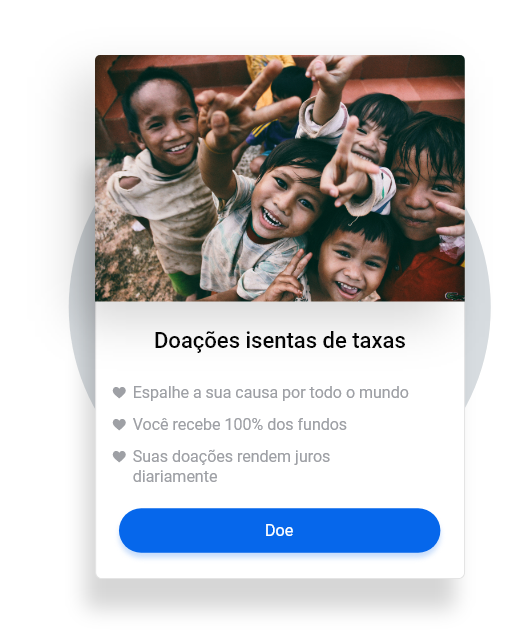 Doações isentas de taxas
Espalhe a sua causa por todo o mundo
Você recebe 100% dos fundos
Suas doações rendem juros
diariamente
Doe